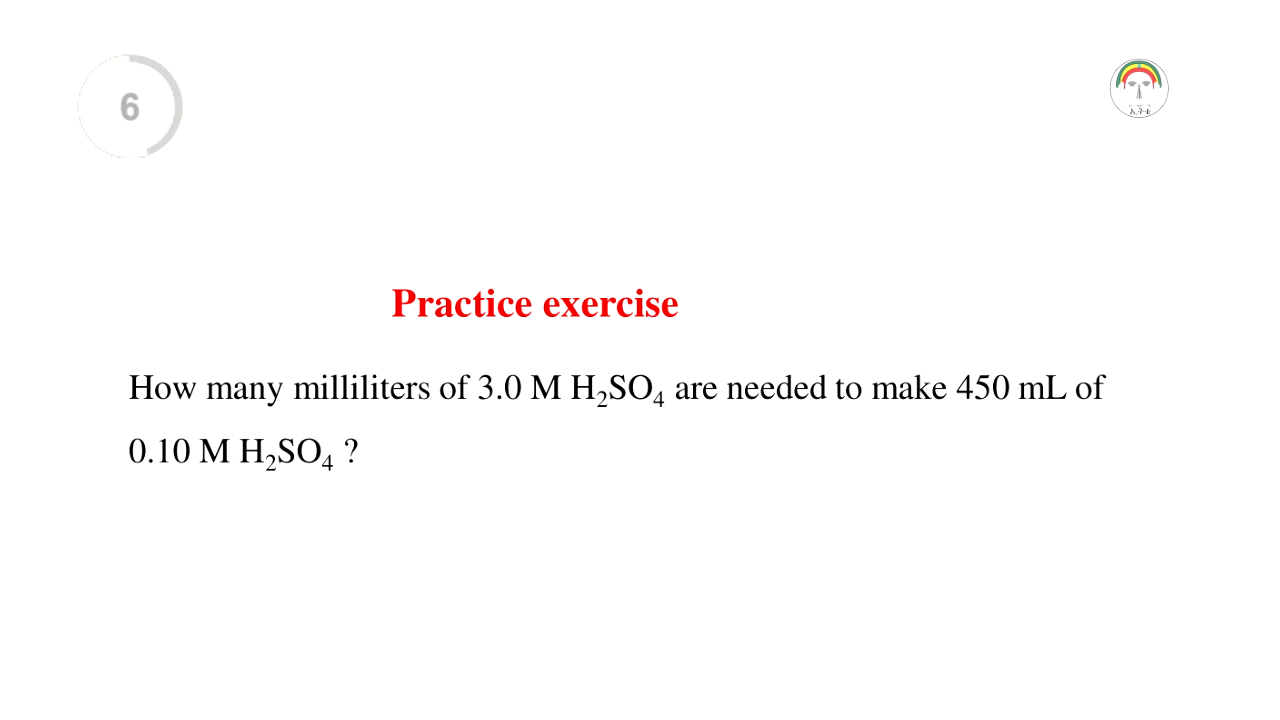 6
Practice exercise
How many milliliters of 3.0 M H₂SO₄ are needed to make 450 mL of
0.10 M H₂SO₄ ?